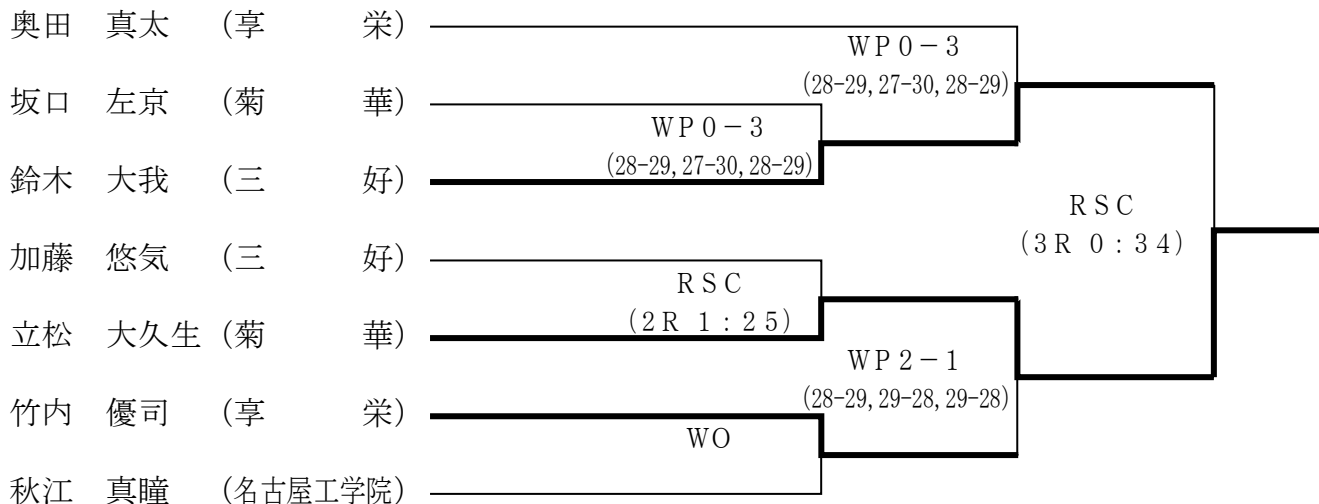 奥田　真太　（享　　　栄）
WP0－3
(28-29, 27-30, 28-29)
坂口　左京　（菊　　　華）
WP0－3
(28-29, 27-30, 28-29)
鈴木　大我　（三　　　好）
RSC
(3R 0：34)
加藤　悠気　（三　　　好）
RSC
(2R 1：25)
立松　大久生（菊　　　華）
WP2－1
(28-29, 29-28, 29-28)
竹内　優司　（享　　　栄）
WO
秋江　真瞳　（名古屋工学院）